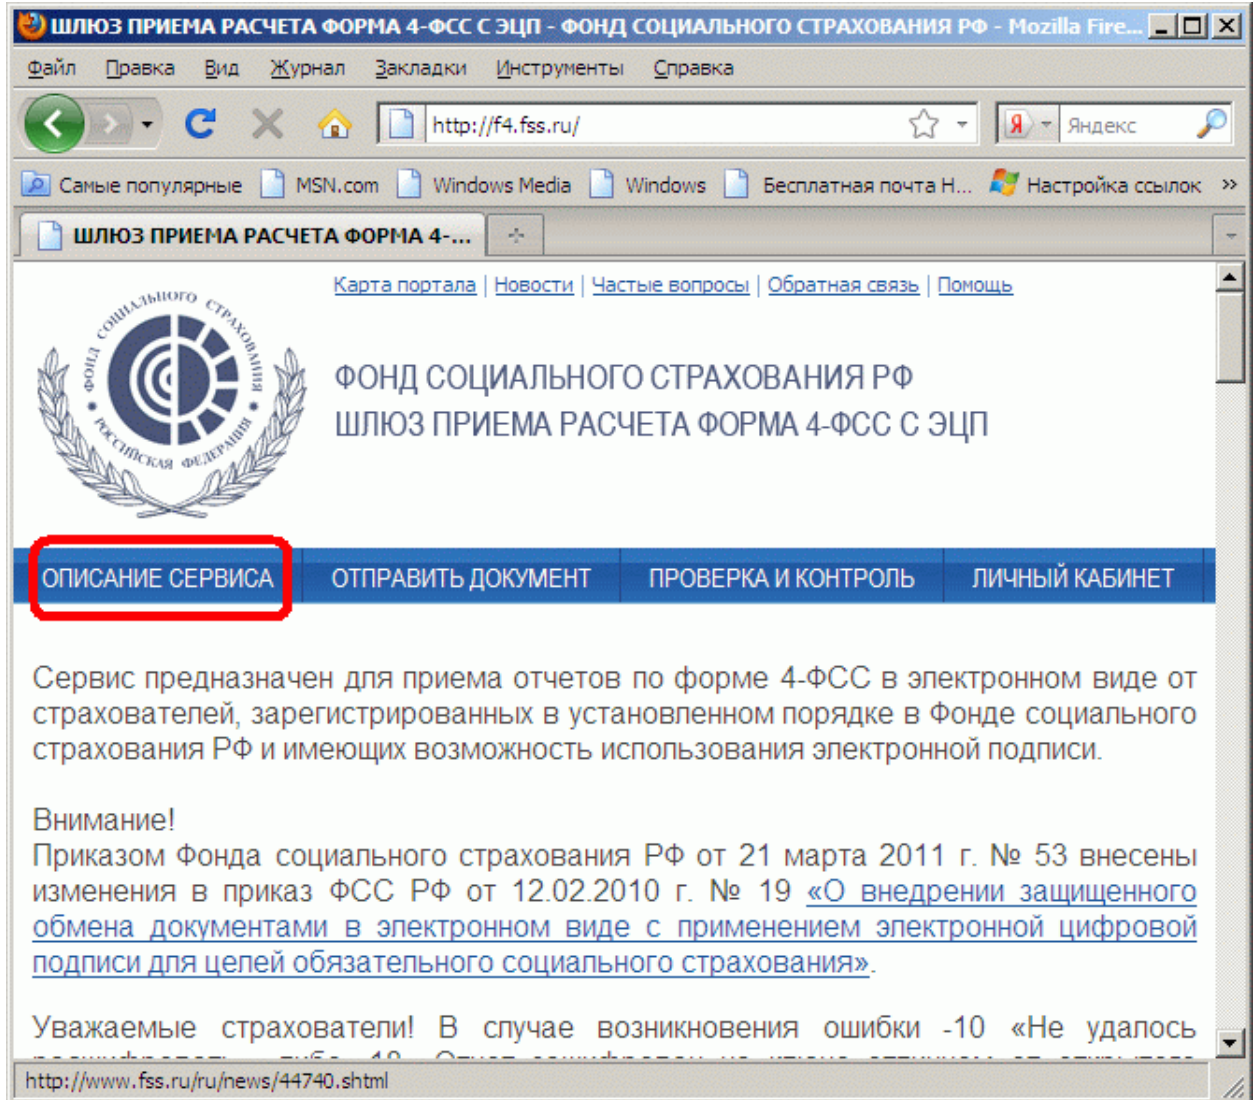 ШЛЮЗ ПРИЕМА РАСЧЕТА ФОРМА 4-ФСС С ЭЦП - ФОНД СОЦИАЛЬНОГО СТРАХОВАНИЯ РФ - Mozilla Fire...
Файл Правка Вид Журнал Закладки Инструменты Справка
http://f4.fss.ru/ Я Яндекс
Самые популярные MSN.com Windows Media Windows Бесплатная почта H... Настройка ссылок »
ШЛЮЗ ПРИЕМА РАСЧЕТА ФОРМА 4-...
Карта портала | Новости | Частые вопросы | Обратная связь | Помощь
ФОНД СОЦИАЛЬНОГО СТРАХОВАНИЯ
РОССИЙСКАЯ ФЕДЕРАЦИЯ
ФОНД СОЦИАЛЬНОГО СТРАХОВАНИЯ РФ
ШЛЮЗ ПРИЕМА РАСЧЕТА ФОРМА 4-ФСС С ЭЦП
ОПИСАНИЕ СЕРВИСА ОТПРАВИТЬ ДОКУМЕНТ ПРОВЕРКА И КОНТРОЛЬ ЛИЧНЫЙ КАБИНЕТ
Сервис предназначен для приема отчетов по форме 4-ФСС в электронном виде от
страхователей, зарегистрированных в установленном порядке в Фонде социального
страхования РФ и имеющих возможность использования электронной подписи.
Внимание!
Приказом Фонда социального страхования РФ от 21 марта 2011 г. № 53 внесены
изменения в приказ ФСС РФ от 12.02.2010 г. № 19 «О внедрении защищенного
обмена документами в электронном виде с применением электронной цифровой
подписи для целей обязательного социального страхования».
Уважаемые страхователи! В случае возникновения ошибки -10 «Не удалось
http://www.fss.ru/ru/news/44740.shtml